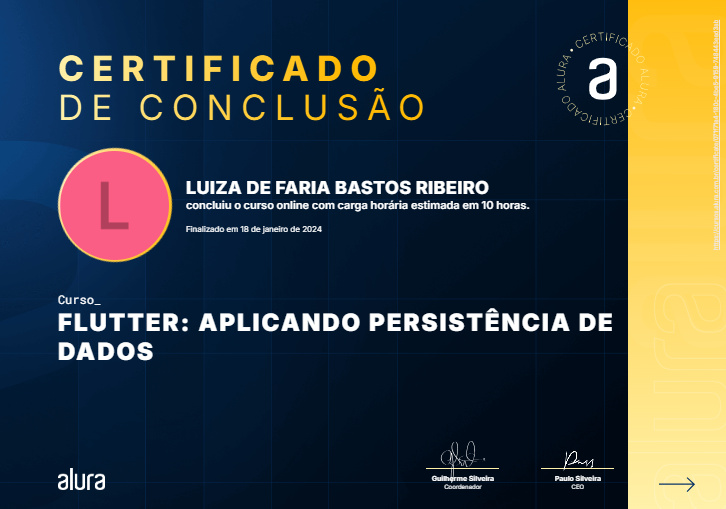 CERTIFICADO
DE CONCLUSÃO
CERTIFICADO ALURA • CERTIFICADO ALURA •
a
L
LUIZA DE FARIA BASTOS RIBEIRO
concluiu o curso online com carga horária estimada em 10 horas.
Finalizado em 18 de janeiro de 2024
Curso_
FLUTTER: APLICANDO PERSISTÊNCIA DE
DADOS
alura
Guilherme Silveira
Coordenador
Paulo Silveira
CEO
alura